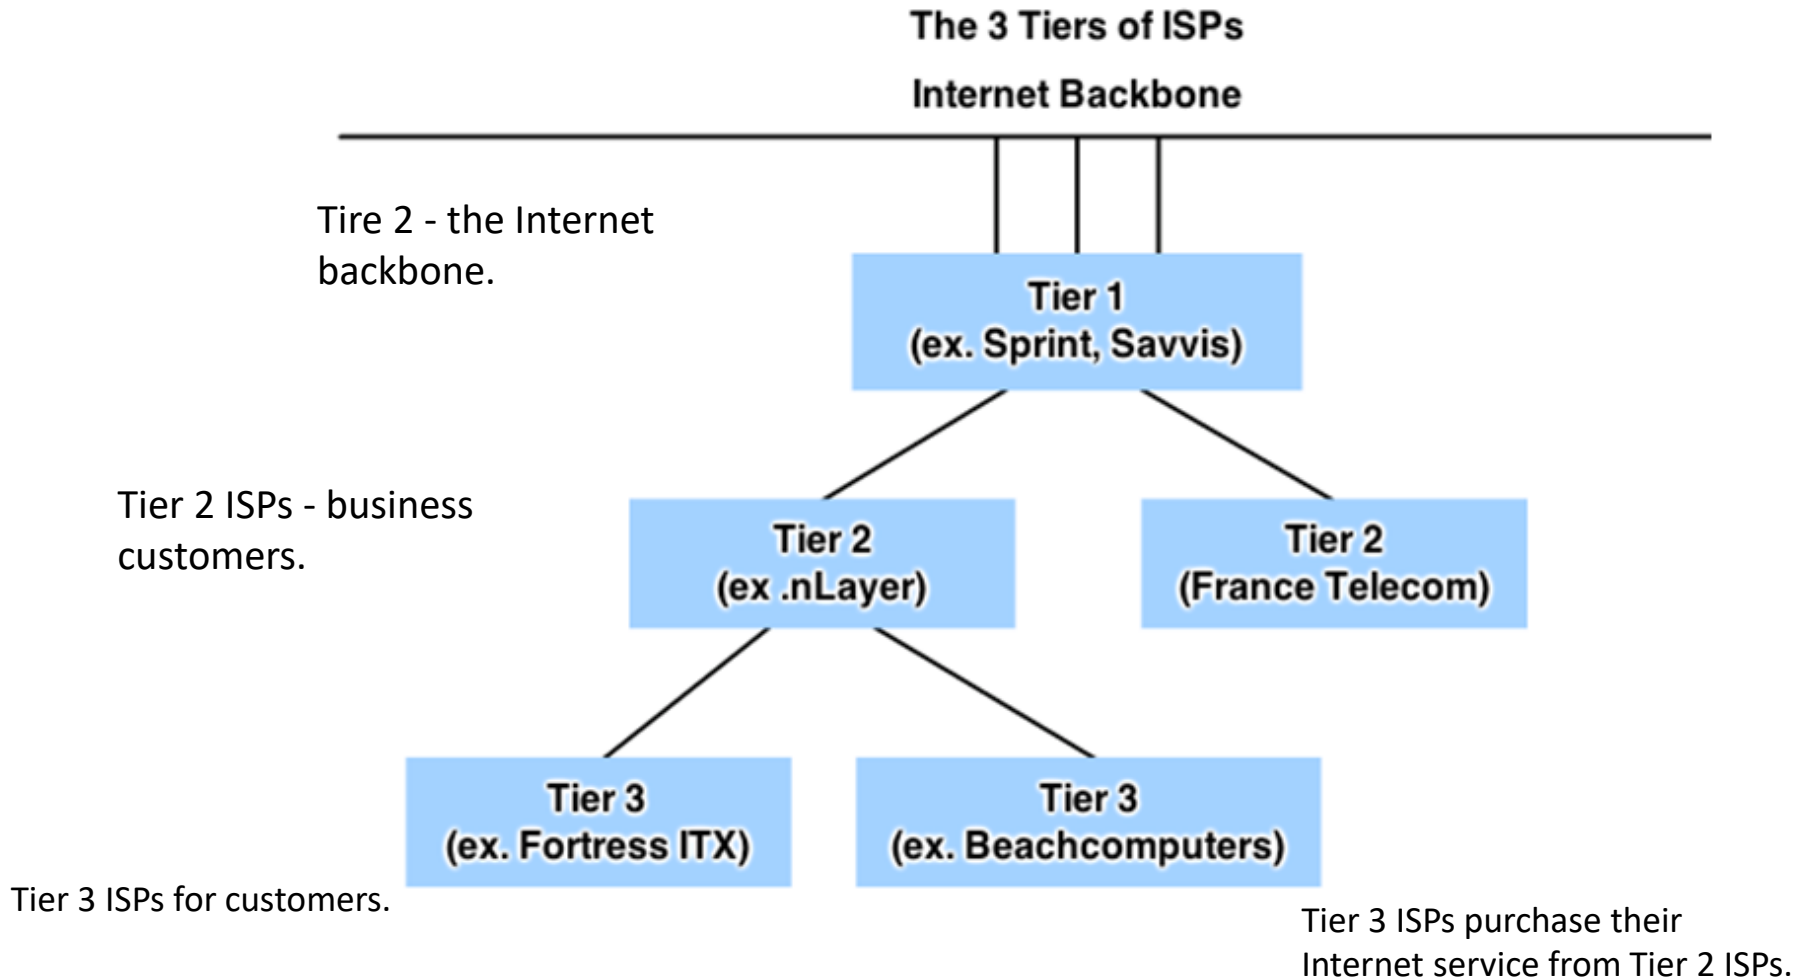 The 3 Tiers of ISPs
Internet Backbone
Tire 2 - the Internet
backbone.
Tier 1
(ex. Sprint, Savvis)
Tier 2 ISPs - business
customers.
Tier 2
(ex .nLayer)
Tier 2
(France Telecom)
Tier 3
(ex. Fortress ITX)
Tier 3
(ex. Beachcomputers)
Tier 3 ISPs for customers.
Tier 3 ISPs purchase their
Internet service from Tier 2 ISPs.